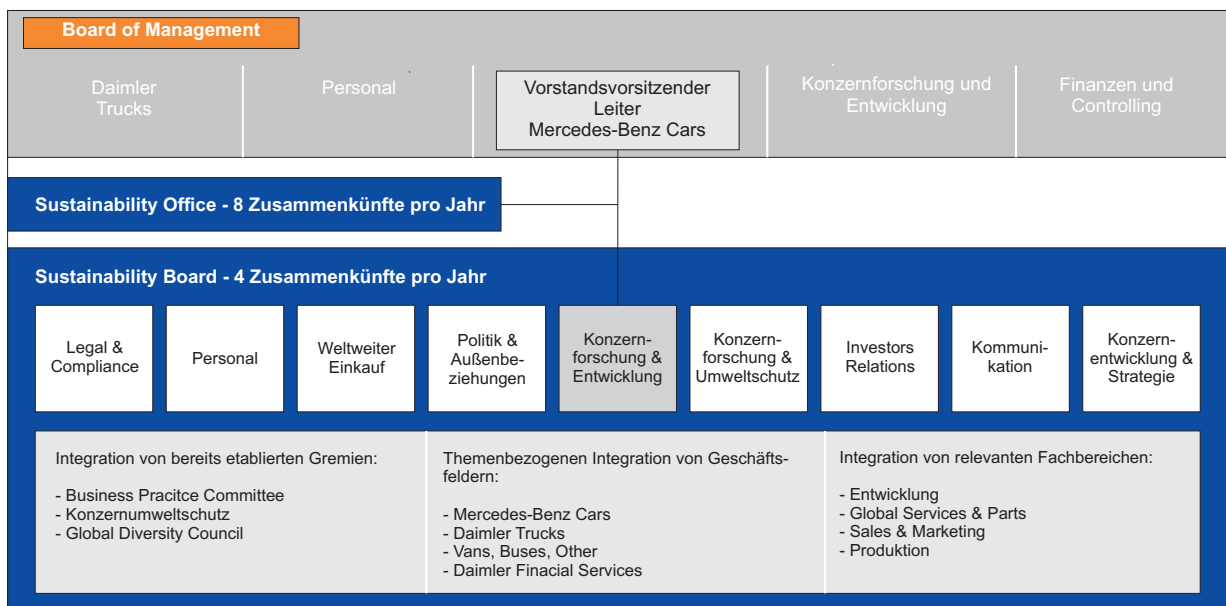 Board of Management
Daimler
Trucks
Personal
Vorstandsvorsitzender
Leiter
Mercedes-Benz Cars
Konzernforschung und
Entwicklung
Finanzen und
Controlling
Sustainability Office - 8 Zusammenkünfte pro Jahr
Sustainability Board - 4 Zusammenkünfte pro Jahr
Legal &
Compliance
Personal
Weltweiter
Einkauf
Politik &
Außenbe-
ziehungen
Konzern-
forschung &
Entwicklung
Konzern-
forschung &
Umweltschutz
Investors
Relations
Kommuni-
kation
Konzern-
entwicklung &
Strategie
Integration von bereits etablierten Gremien:
- Business Pracitce Committee
- Konzernumweltschutz
- Global Diversity Council
Themenbezogenen Integration von Geschäfts-
feldern:
- Mercedes-Benz Cars
- Daimler Trucks
- Vans, Buses, Other
- Daimler Finacial Services
Integration von relevanten Fachbereichen:
- Entwicklung
- Global Services & Parts
- Sales & Marketing
- Produktion